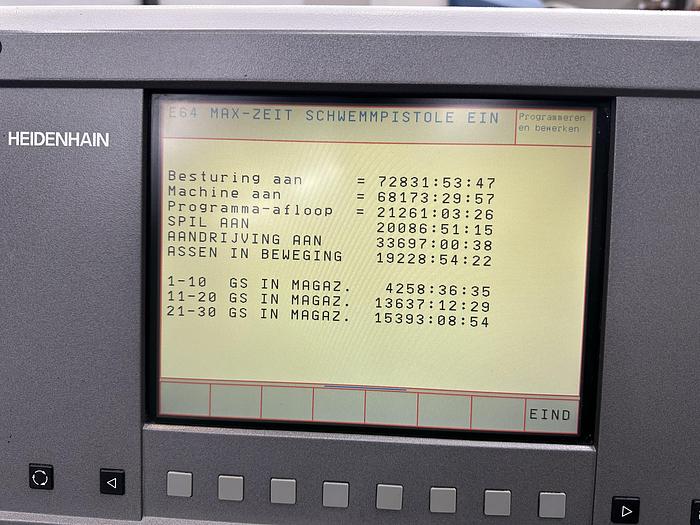 E64 MAX-ZEIT SCHWEMMPISTOLE EIN
Programmeren
en bewerken
HEIDENHAIN
Besturing aan = 72831:53:47
Machine aan = 68173:29:57
Programma-afloop = 21261:03:26
SPIL AAN 20086:51:15
AANDRIJVING AAN 33697:00:38
ASSEN IN BEWEGING 19228:54:22
1-10 GS IN MAGAZ. 4258:36:35
11-20 GS IN MAGAZ. 13637:12:29
21-30 GS IN MAGAZ. 15393:08:54
EIND